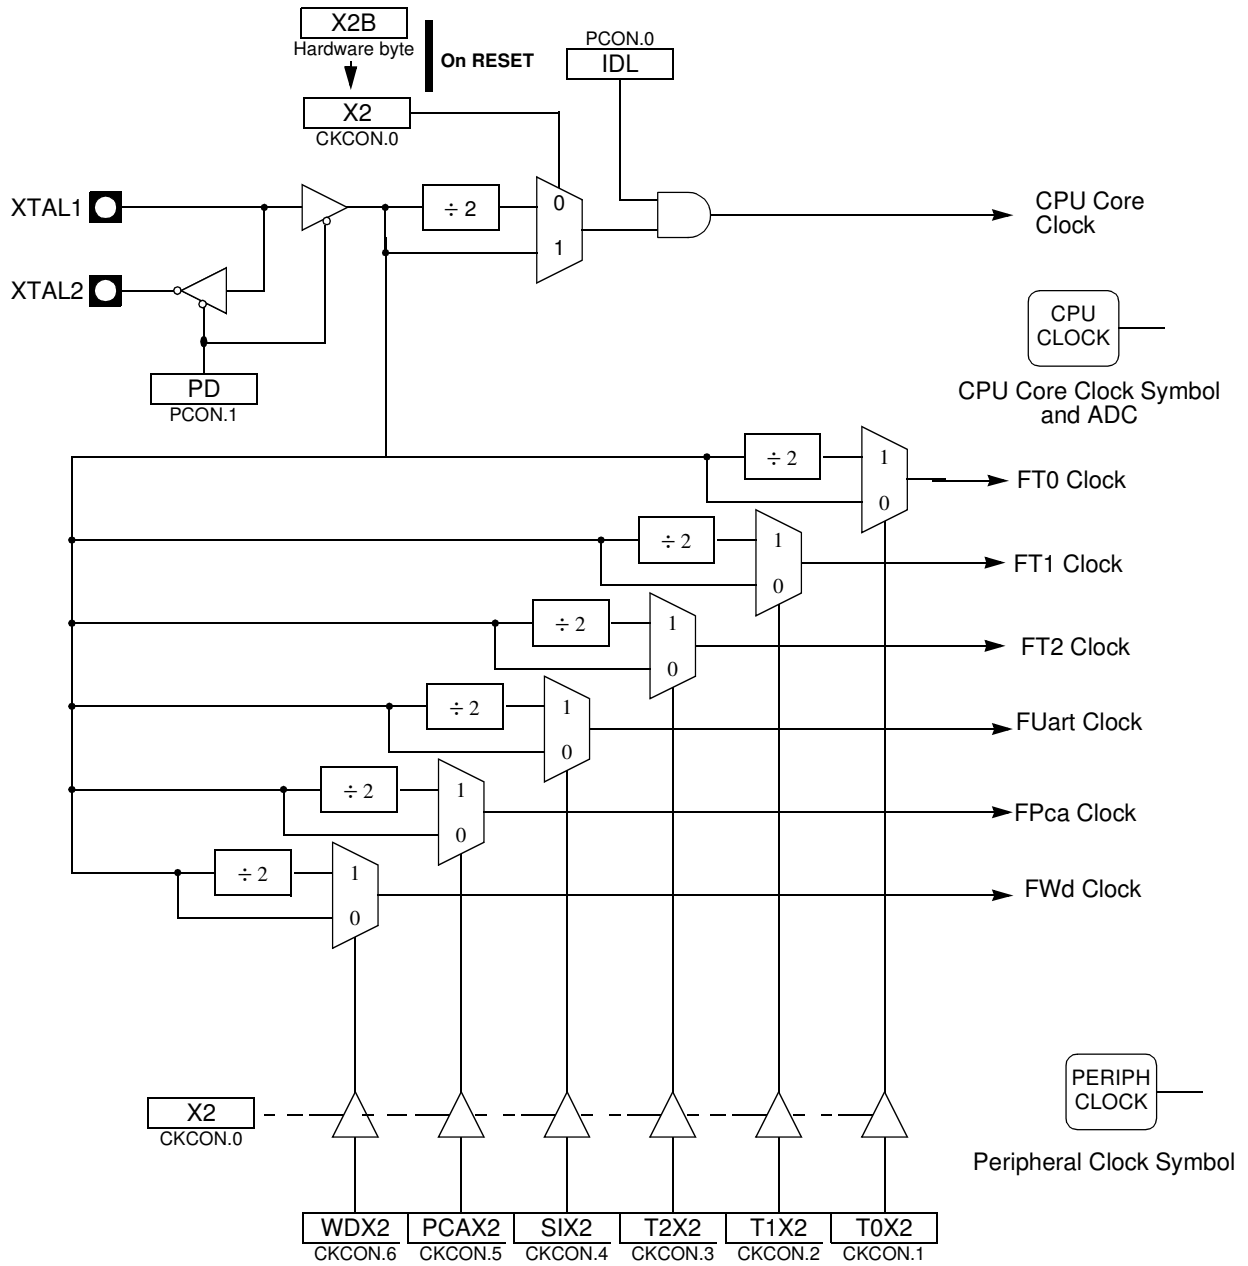 X2B
Hardware byte
On RESET
PCON.0
IDL
X2
CKCON.0
XTAL1
÷ 2
0
1
CPU Core
Clock
XTAL2
PD
PCON.1
CPU
CLOCK
CPU Core Clock Symbol
and ADC
÷ 2
1
0
FT0 Clock
÷ 2
1
0
FT1 Clock
÷ 2
1
0
FT2 Clock
÷ 2
1
0
FUart Clock
÷ 2
1
0
FPca Clock
÷ 2
1
0
FWd Clock
X2
CKCON.0
PERIPH
CLOCK
Peripheral Clock Symbol
WDX2
CKCON.6
PCAX2
CKCON.5
SIX2
CKCON.4
T2X2
CKCON.3
T1X2
CKCON.2
T0X2
CKCON.1